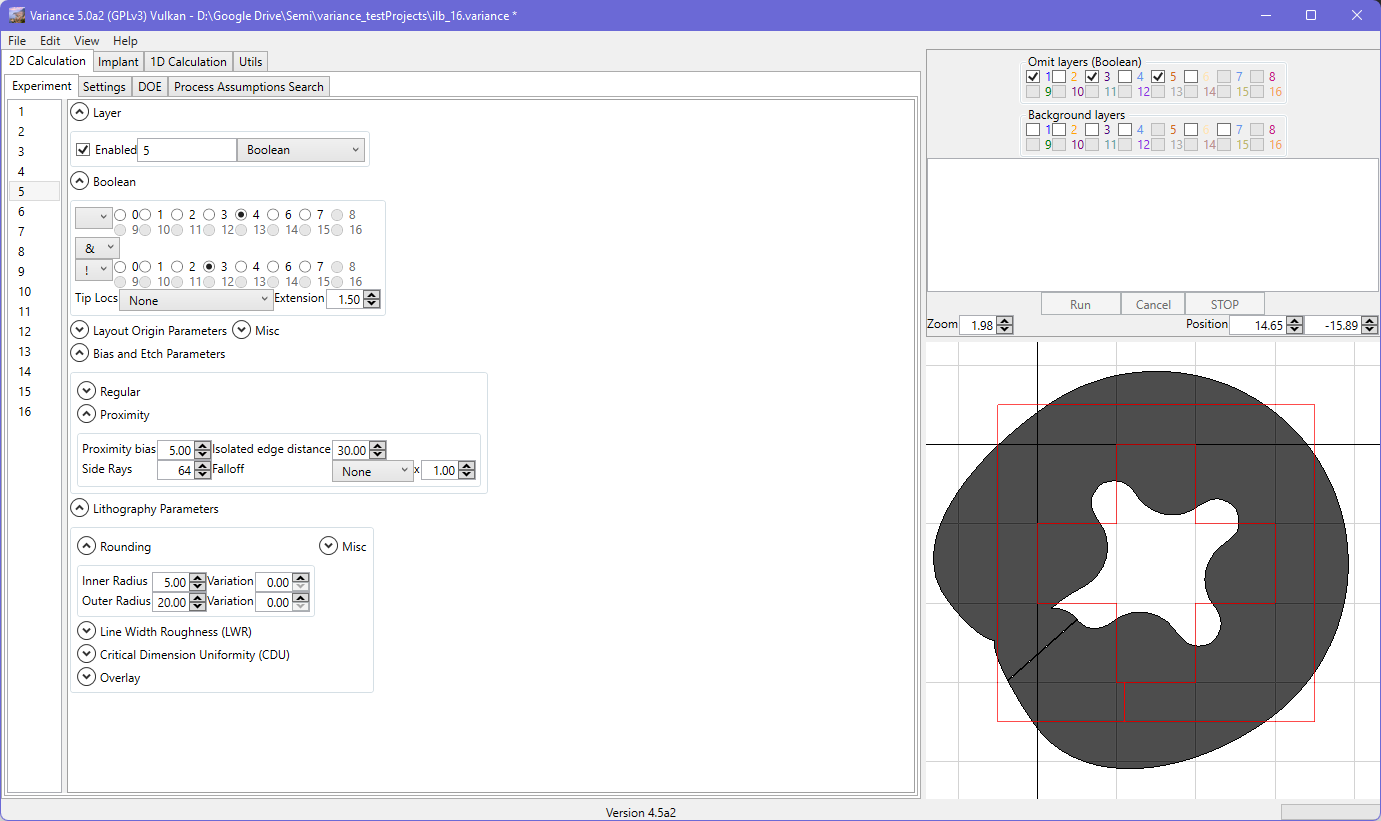 Variance 5.0a2 (GPLv3) Vulkan - D:\Google Drive\Semi\variance_testProjects\ilb_16.variance *
File Edit View Help
2D Calculation Implant 1D Calculation Utils
Experiment Settings DOE Process Assumptions Search
1
2
3
4
5
6
7
8
9
10
11
12
13
14
15
16
Layer
Enabled 5 Boolean
Boolean
0 1 2 3 4 6 7 8
9 10 11 12 13 14 15 16
&
! 0 1 2 3 4 6 7 8
9 10 11 12 13 14 15 16
Tip Locs None Extension 1.50
Layout Origin Parameters Misc
Bias and Etch Parameters
Regular
Proximity
Proximity bias 5.00 Isolated edge distance 30.00
Side Rays 64 Falloff None x 1.00
Lithography Parameters
Rounding Misc
Inner Radius 5.00 Variation 0.00
Outer Radius 20.00 Variation 0.00
Line Width Roughness (LWR)
Critical Dimension Uniformity (CDU)
Overlay
Omit layers (Boolean)
1 2 3 4 5 6 7 8
9 10 11 12 13 14 15 16
Background layers
1 2 3 4 5 6 7 8
9 10 11 12 13 14 15 16
Run Cancel STOP
Zoom 1.98 Position 14.65 -15.89
Version 4.5a2